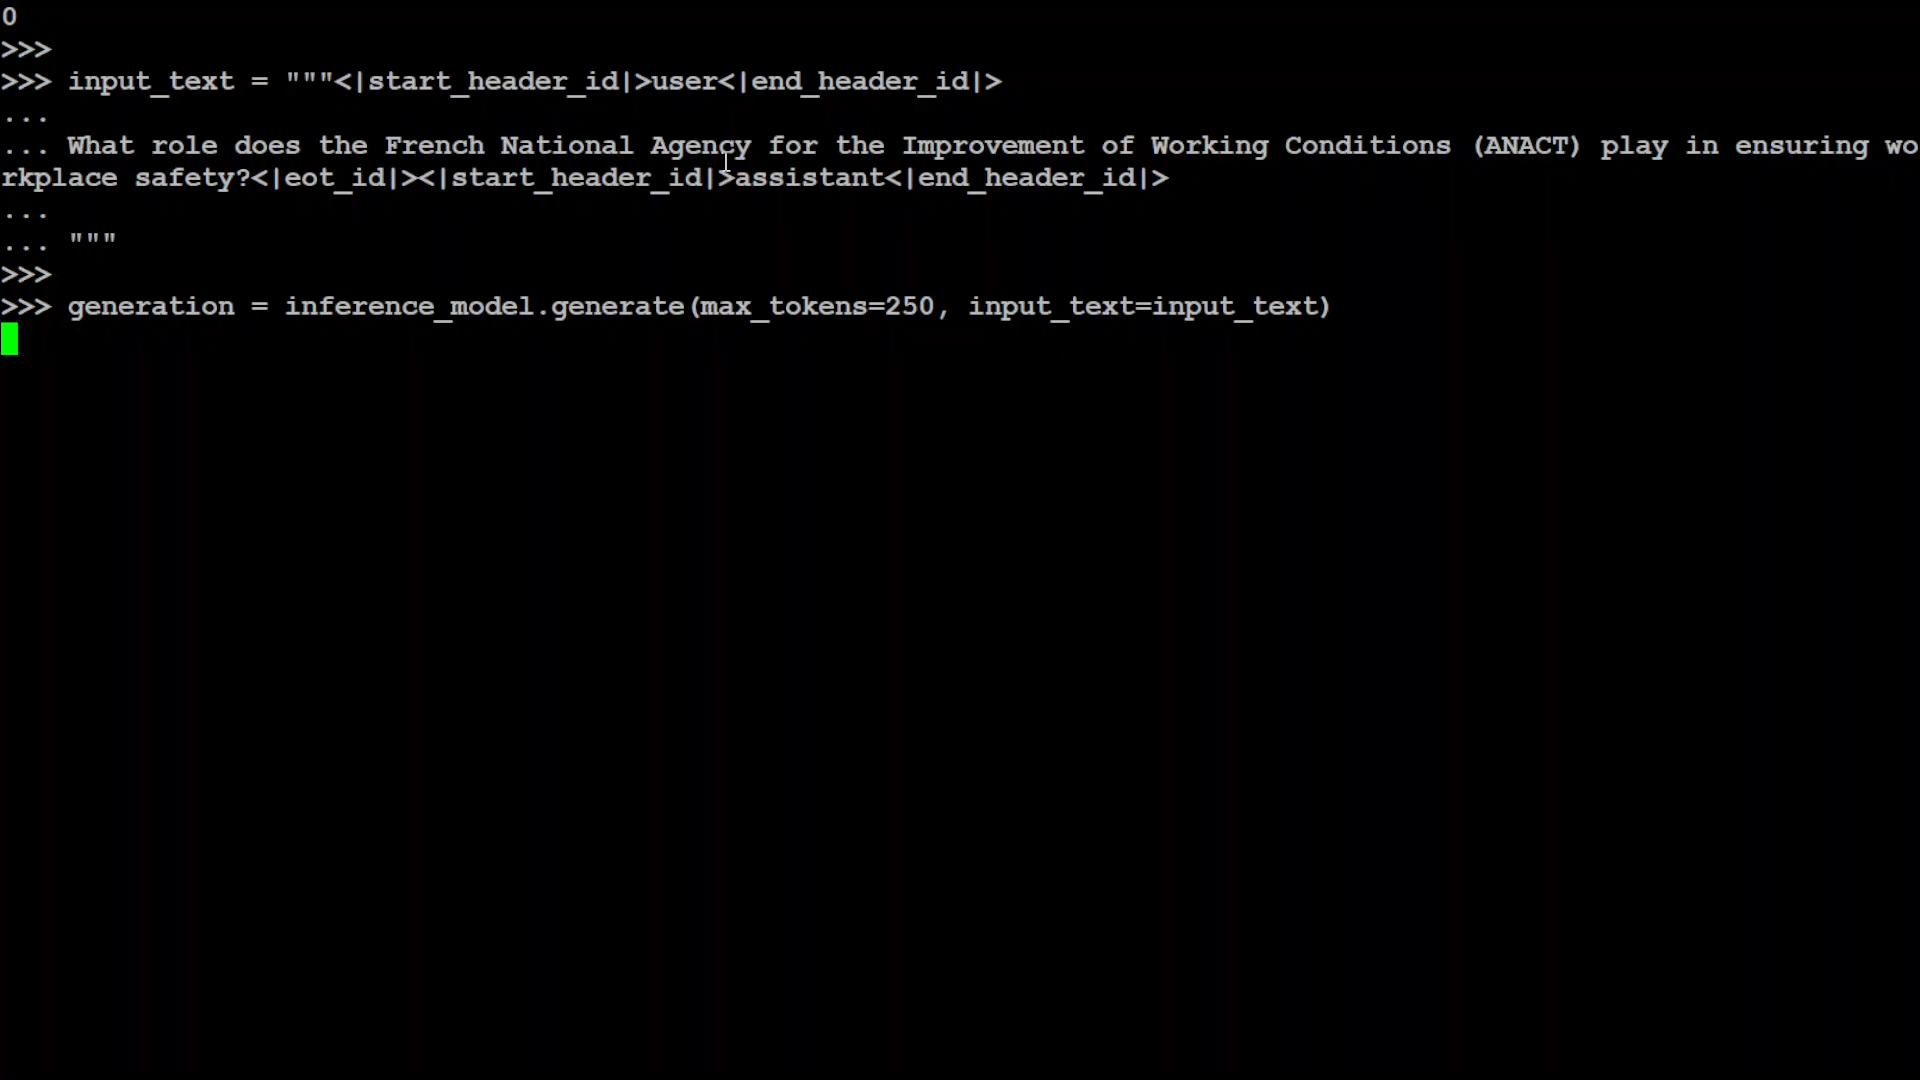 0
>>>
>>> input_text = """<|start_header_id|>user<|end_header_id|>
...
... What role does the French National Agency for the Improvement of Working Conditions (ANACT) play in ensuring wo
rkplace safety?<|eot_id|><|start_header_id|>assistant<|end_header_id|>
...
... """
>>>
>>> generation = inference_model.generate(max_tokens=250, input_text=input_text)